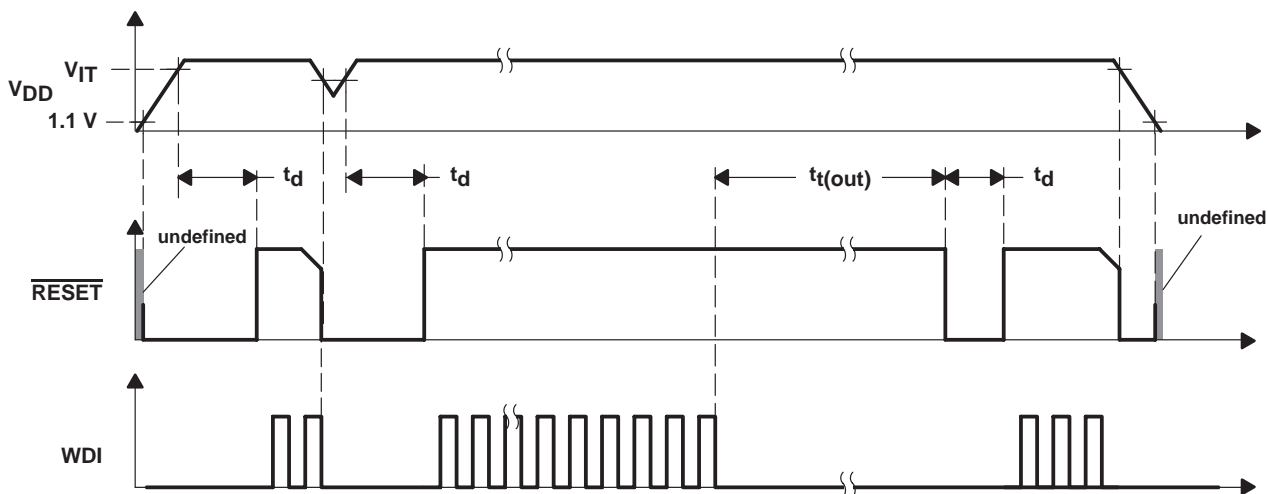 V_IT
V_DD
1.1 V
t_d
t_d
t_t(out)
t_d
undefined
undefined
RESET
WDI